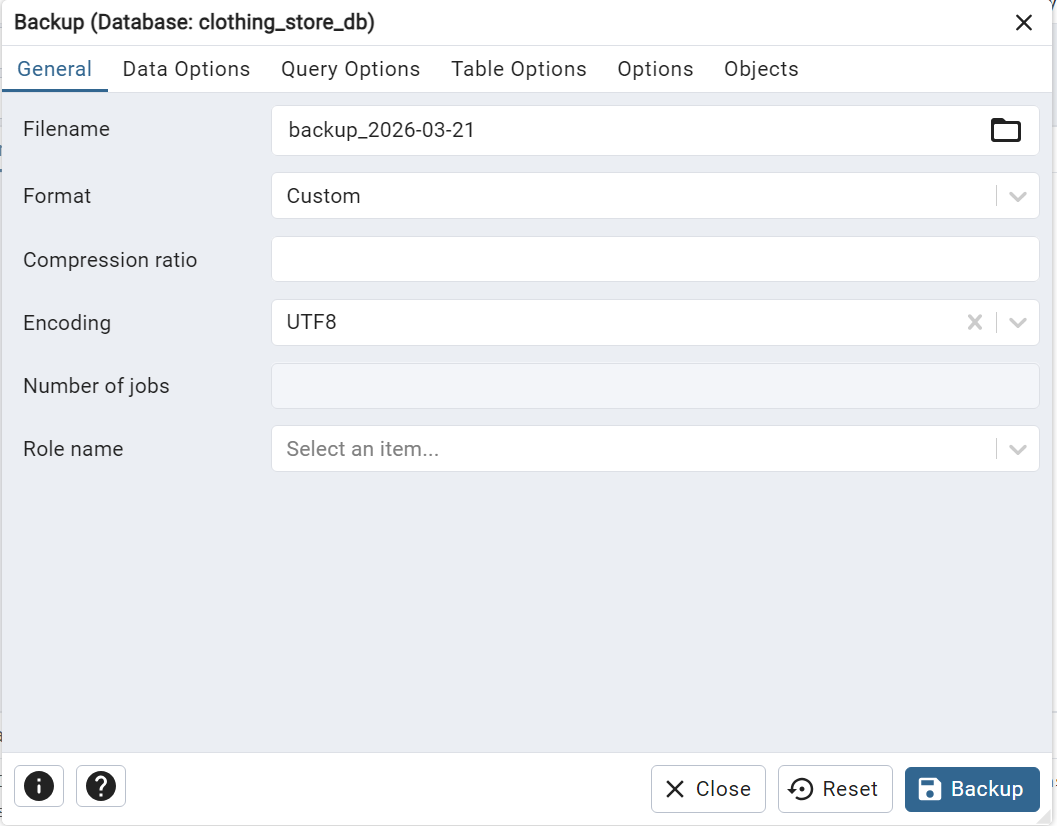 Backup (Database: clothing_store_db)
General Data Options Query Options Table Options Options Objects
Filename backup_2026-03-21
Format Custom
Compression ratio
Encoding UTF8
Number of jobs
Role name Select an item...
Close Reset Backup